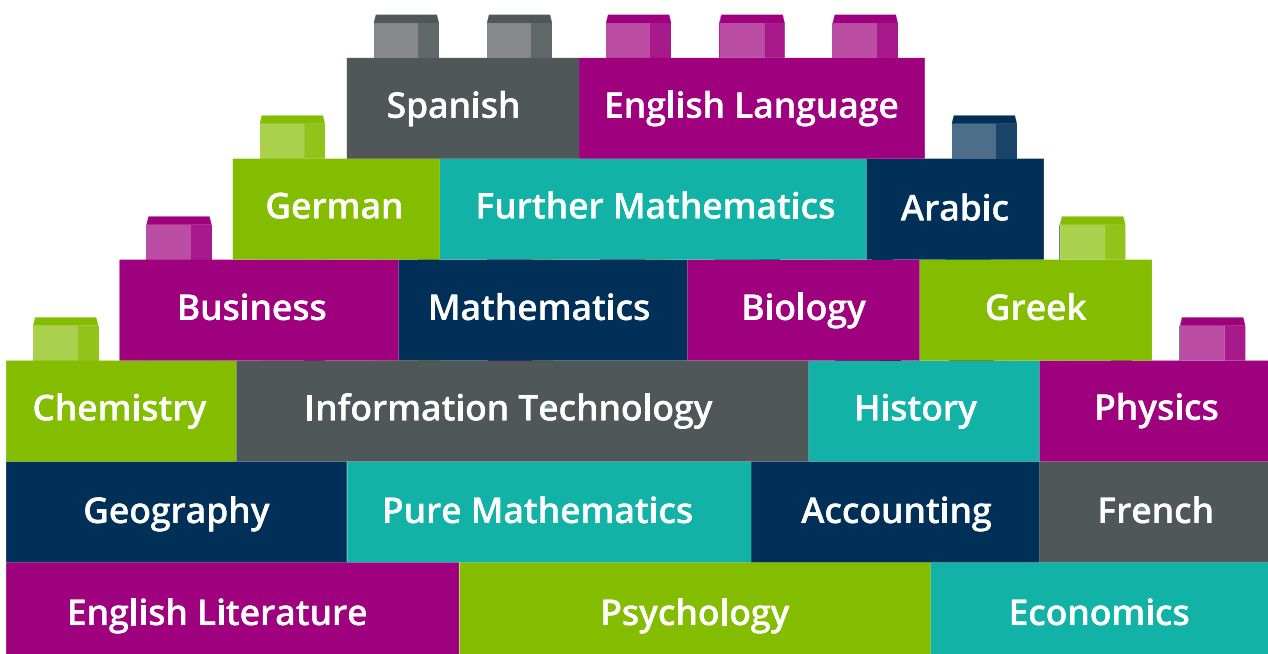 Spanish English Language
German Further Mathematics Arabic
Business Mathematics Biology Greek
Chemistry Information Technology History Physics
Geography Pure Mathematics Accounting French
English Literature Psychology Economics